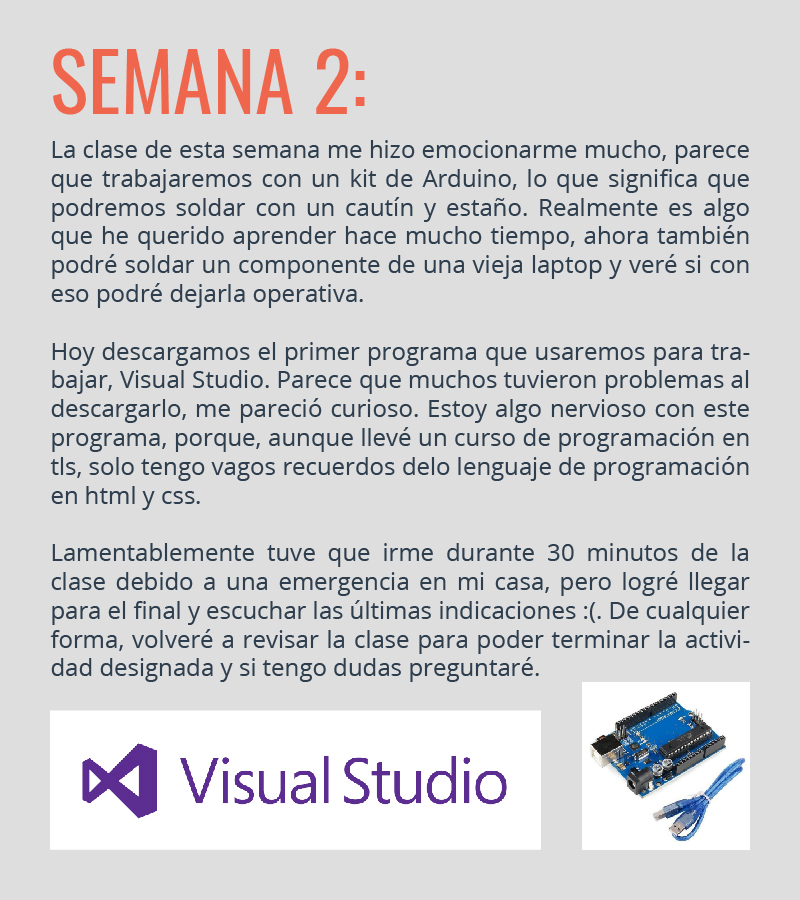 SEMANA 2:
La clase de esta semana me hizo emocionarme mucho, parece
que trabajaremos con un kit de Arduino, lo que significa que
podremos soldar con un cautín y estaño. Realmente es algo
que he querido aprender hace mucho tiempo, ahora también
podré soldar un componente de una vieja laptop y veré si con
eso podré dejarla operativa.
Hoy descargamos el primer programa que usaremos para tra-
bajar, Visual Studio. Parece que muchos tuvieron problemas al
descargarlo, me pareció curioso. Estoy algo nervioso con este
programa, porque, aunque llevé un curso de programación en
tls, solo tengo vagos recuerdos delo lenguaje de programación
en html y css.
Lamentablemente tuve que irme durante 30 minutos de la
clase debido a una emergencia en mi casa, pero logré llegar
para el final y escuchar las últimas indicaciones :(. De cualquier
forma, volveré a revisar la clase para poder terminar la activi-
dad designada y si tengo dudas preguntaré.
Visual Studio